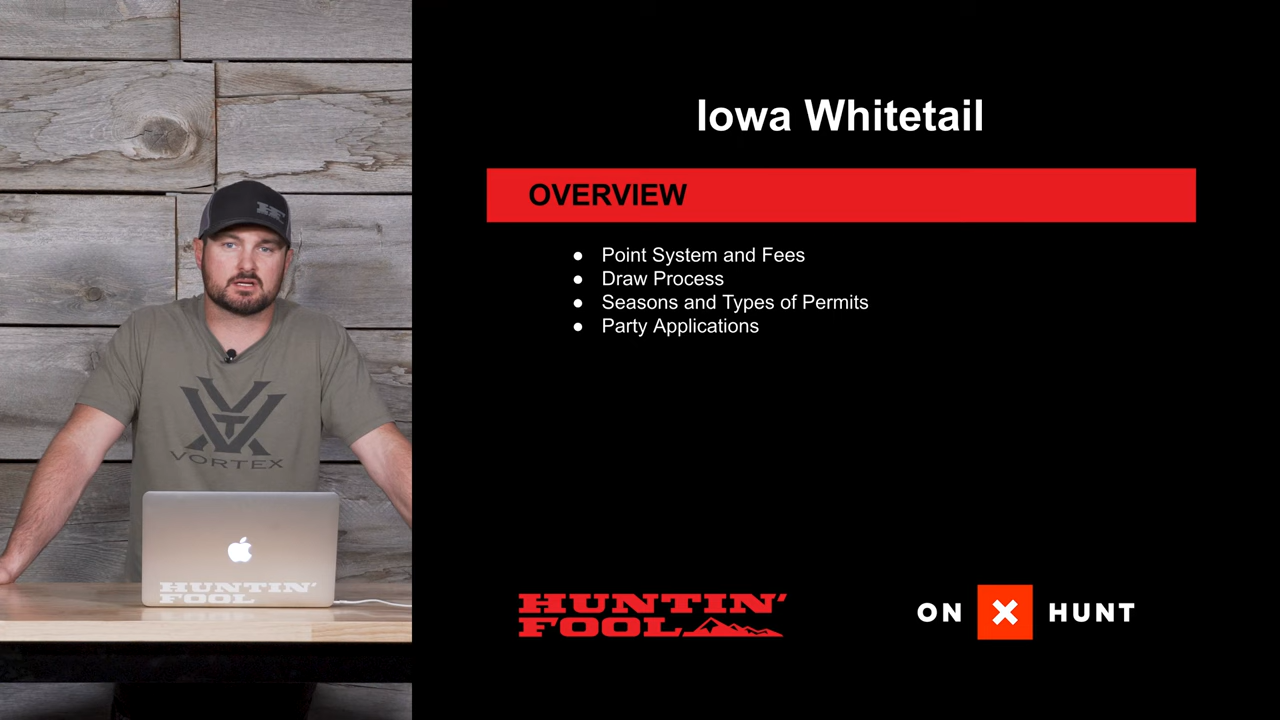 Iowa Whitetail
OVERVIEW
● Point System and Fees
● Draw Process
● Seasons and Types of Permits
● Party Applications
HF
VORTEX
HUNTIN'
FOOL
HUNTIN'
FOOL
ON X HUNT